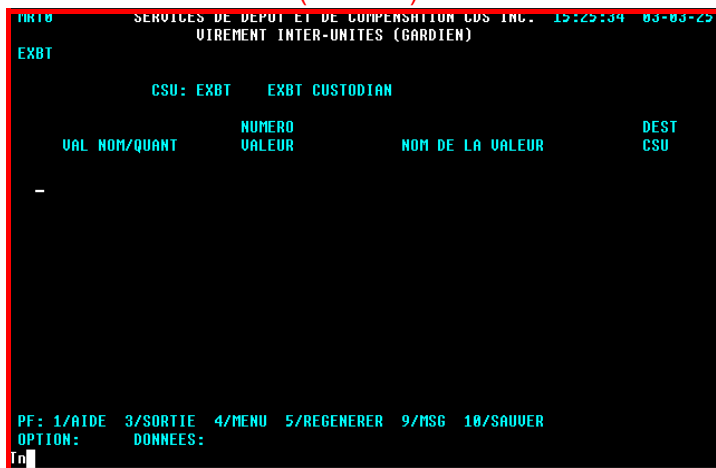 MRT0 SERVICES DE DEPOT ET DE COMPENSATION CDS INC. 15:25:34 03-03-25
VIREMENT INTER-UNITES (GARDIEN)
EXBT
CSU: EXBT EXBT CUSTODIAN
NUMERO DEST
VAL NOM/QUANT VALEUR NOM DE LA VALEUR CSU
PF: 1/AIDE 3/SORTIE 4/MENU 5/REGENERER 9/MSG 10/SAUVER
OPTION: DONNEES: